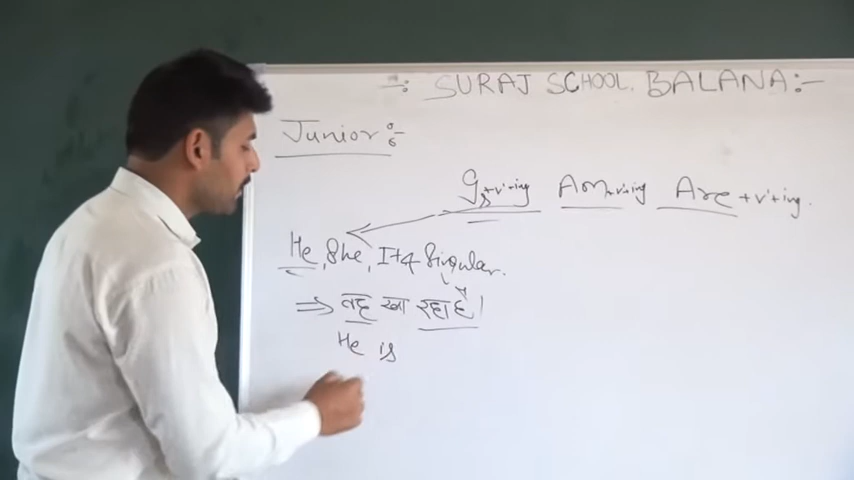 -: SURAJ SCHOOL. BALANA :-
Junior :-
Is+v'+ing Am+v'+ing Are+v'+ing.
He, She, It & Singular.
⇒ वह खा रहा है।
He is